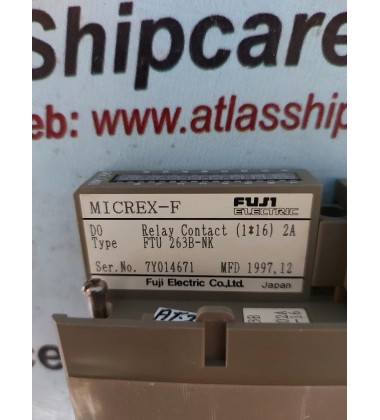 Shipcare
eb: www.atlasship
MICREX-F
FUJI
ELECTRIC
DO Relay Contact (1*16) 2A
Type FTU 263B-NK
Ser.No. 7Y014671 MFD 1997.12
Fuji Electric Co.,Ltd. Japan